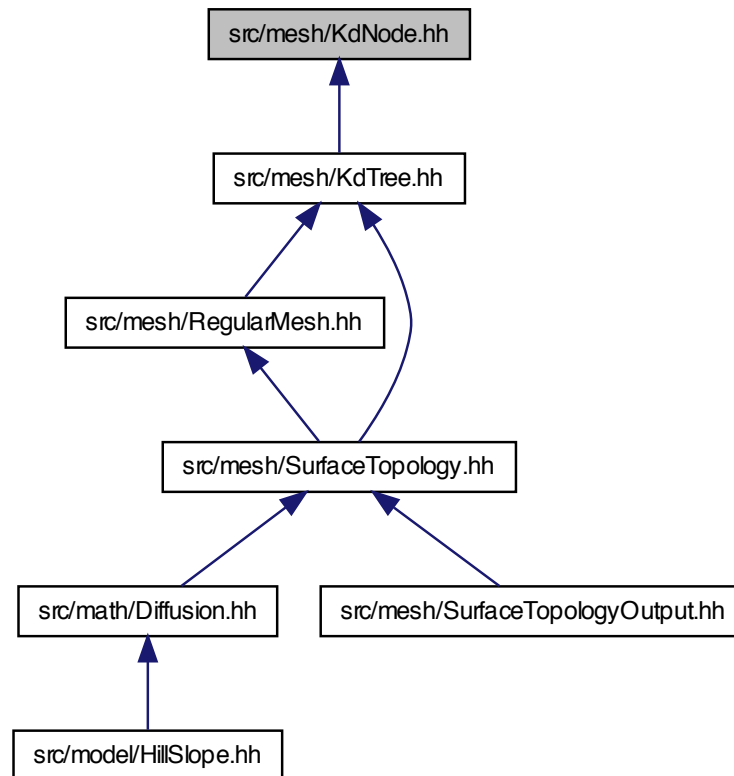 src/mesh/KdNode.hh
src/mesh/KdTree.hh
src/mesh/RegularMesh.hh
src/mesh/SurfaceTopology.hh
src/math/Diffusion.hh
src/mesh/SurfaceTopologyOutput.hh
src/model/HillSlope.hh